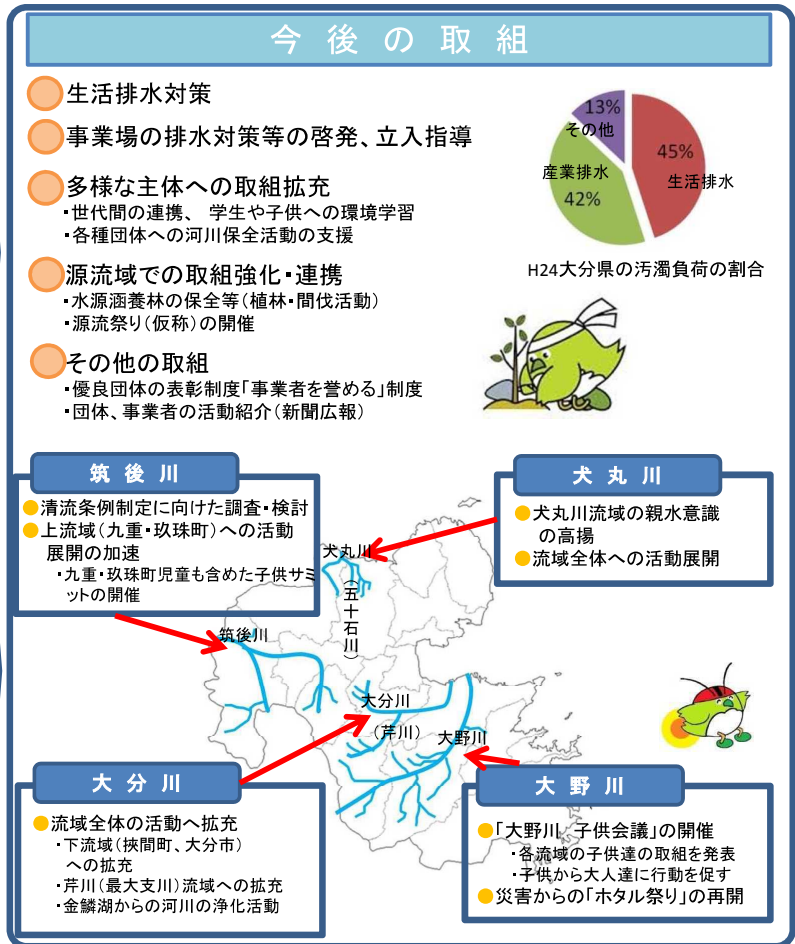 今後の取組
生活排水対策
事業場の排水対策等の啓発、立入指導
多様な主体への取組拡充
・世代間の連携、 学生や子供への環境学習
・各種団体への河川保全活動の支援
源流域での取組強化・連携
・水源涵養林の保全等(植林・間伐活動)
・源流祭り(仮称)の開催
その他の取組
・優良団体の表彰制度「事業者を誉める」制度
・団体、事業者の活動紹介(新聞広報)
13%
その他
45%
生活排水
産業排水
42%
H24大分県の汚濁負荷の割合
筑後川
●清流条例制定に向けた調査・検討
●上流域(九重・玖珠町)への活動
展開の加速
・九重・玖珠町児童も含めた子供サミ
ットの開催
犬丸川
●犬丸川流域の親水意識
の高揚
●流域全体への活動展開
犬丸川
(五十石川)
筑後川
大分川
(芹川)
大野川
大分川
●流域全体の活動へ拡充
・下流域(挾間町、大分市)
への拡充
・芹川(最大支川)流域への拡充
・金鱗湖からの河川の浄化活動
大野川
●「大野川 子供会議」の開催
・各流域の子供達の取組を発表
・子供から大人達に行動を促す
●災害からの「ホタル祭り」の再開